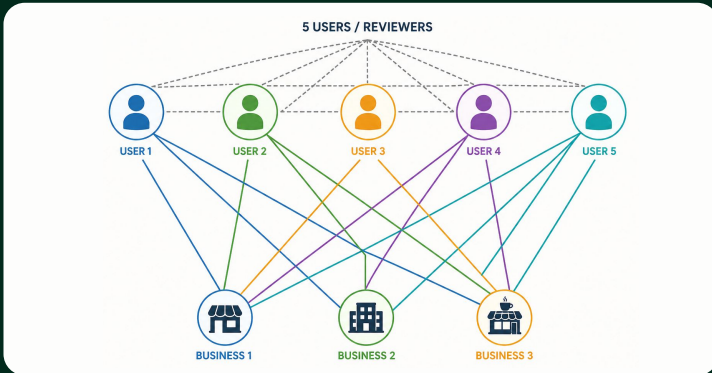 5 USERS / REVIEWERS
USER 1
USER 2
USER 3
USER 4
USER 5
BUSINESS 1
BUSINESS 2
BUSINESS 3